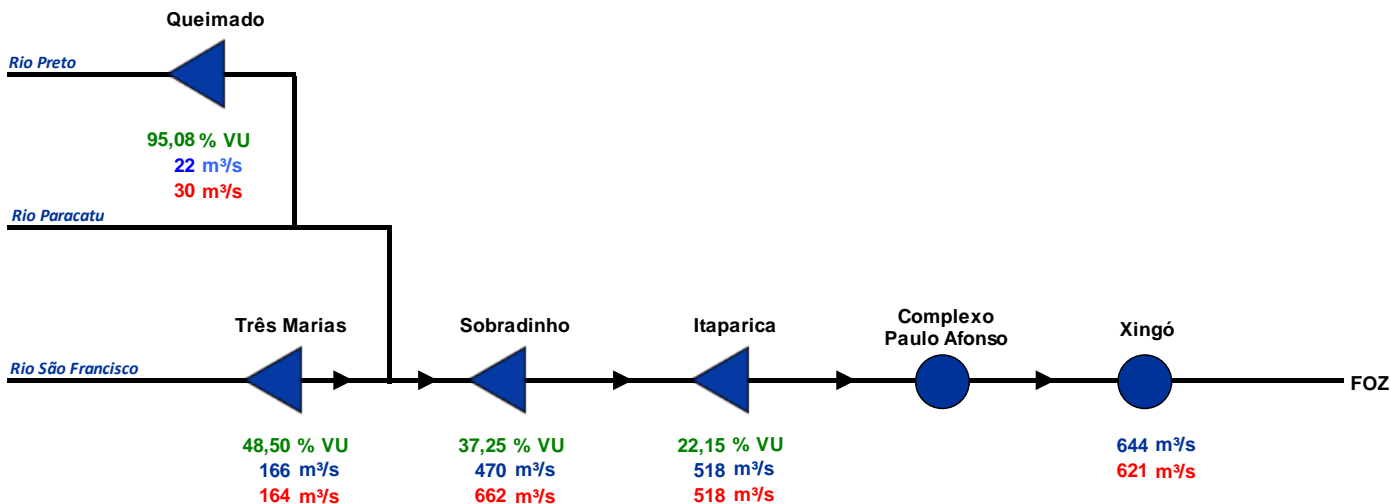 Queimado
Rio Preto
95,08 % VU
22 m³/s
30 m³/s
Rio Paracatu
Três Marias
Sobradinho
Itaparica
Complexo
Paulo Afonso
Xingó
Rio São Francisco
FOZ
48,50 % VU
166 m³/s
164 m³/s
37,25 % VU
470 m³/s
662 m³/s
22,15 % VU
518 m³/s
518 m³/s
644 m³/s
621 m³/s